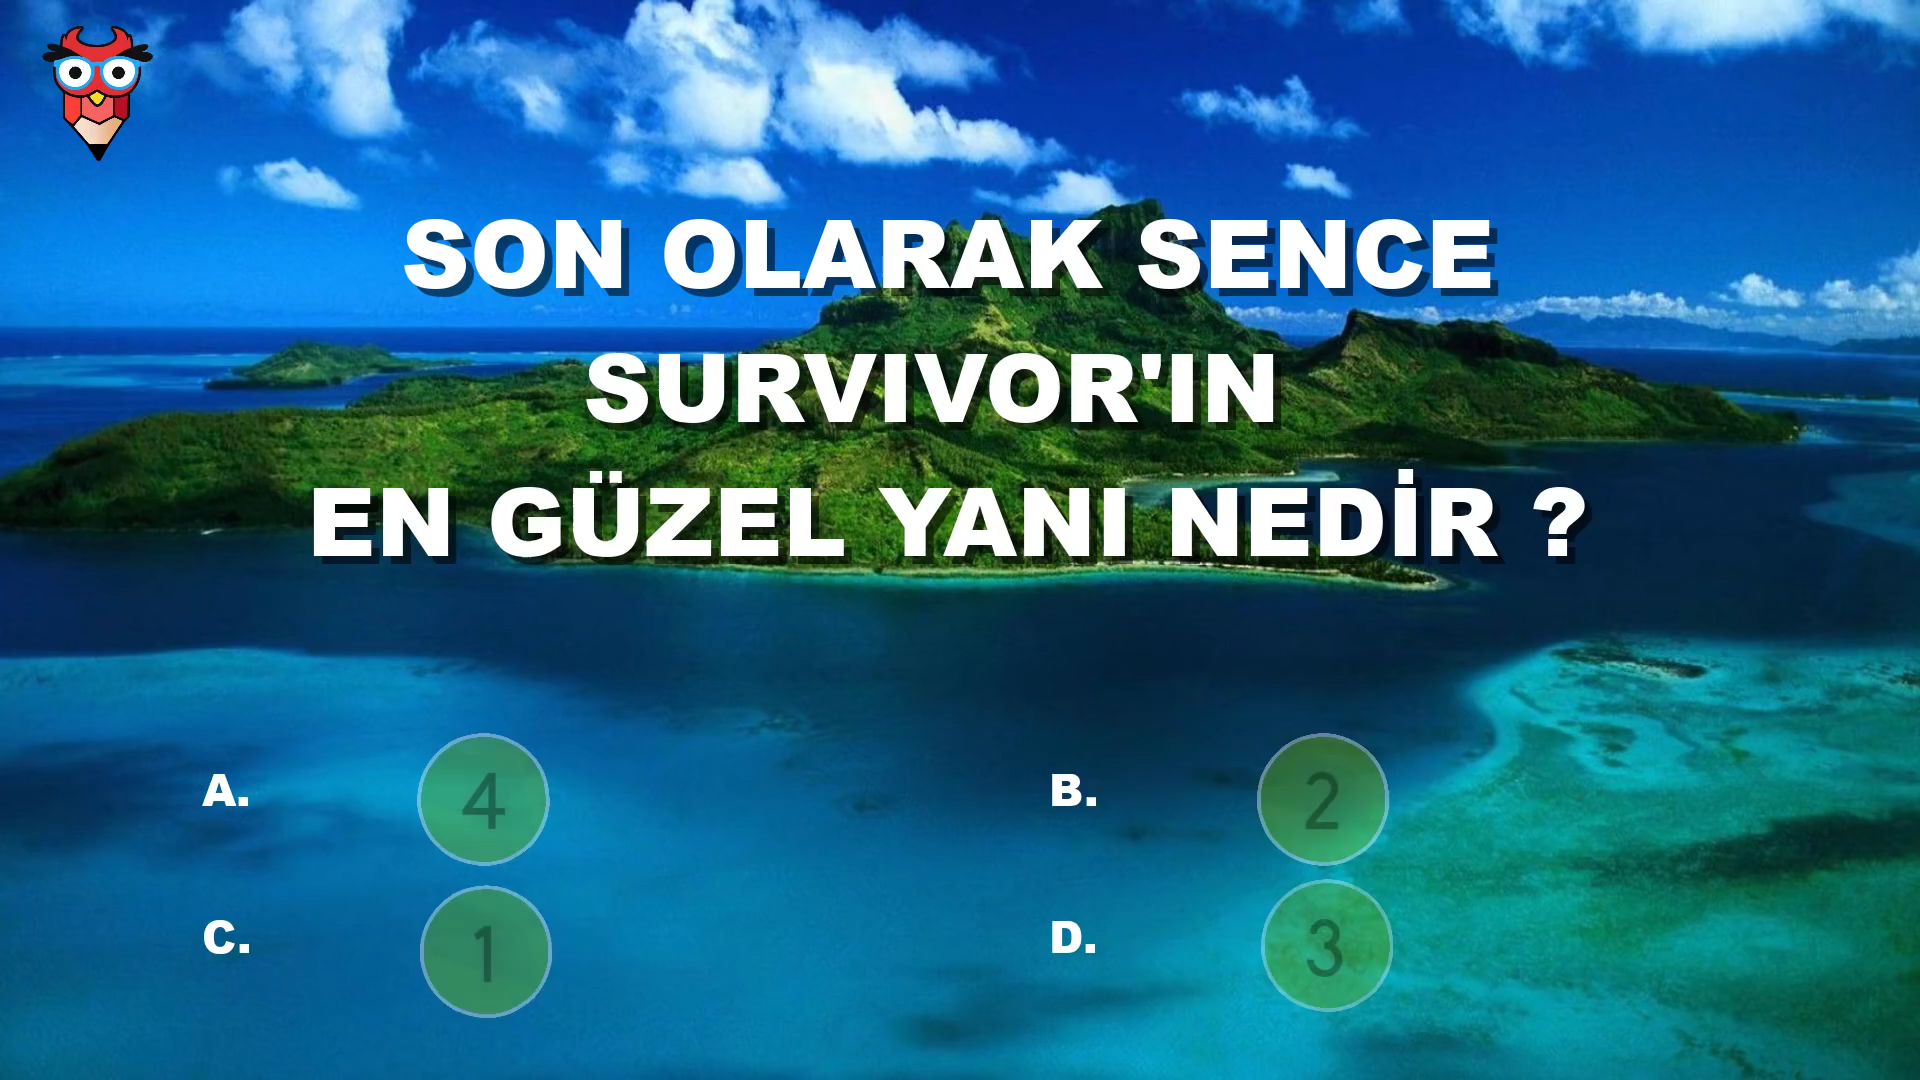 SON OLARAK SENCE
SURVIVOR'IN
EN GÜZEL YANI NEDİR ?
A. 4
B. 2
C. 1
D. 3